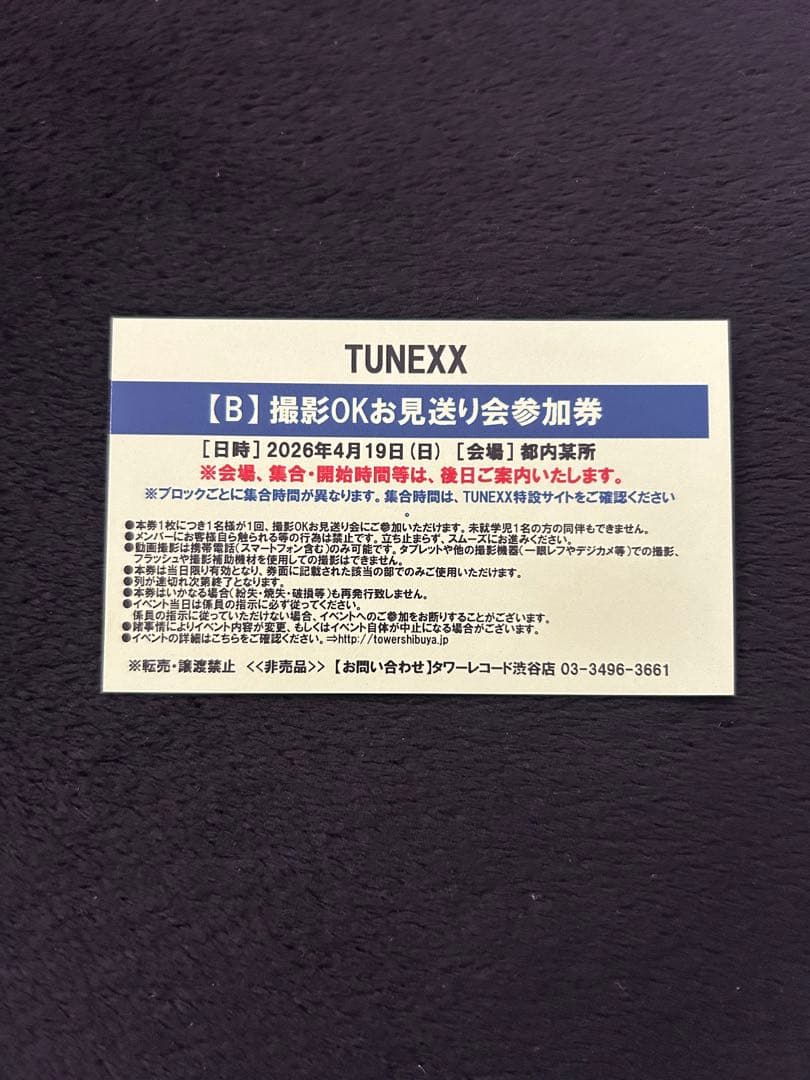 TUNEXX
【B】撮影OKお見送り会参加券
[日時] 2026年4月19日(日) [会場] 都内某所
※会場、集合・開始時間等は、後日ご案内いたします。
※ブロックごとに集合時間が異なります。集合時間は、TUNEXX特設サイトをご確認ください
。
●本券1枚につき1名様が1回、撮影OKお見送り会にご参加いただけます。未就学児1名の方の同伴もできません。
●メンバーにお客様自ら触られる等の行為は禁止です。立ち止まらず、スムーズにお進みください。
●動画撮影は携帯電話(スマートフォン含む)のみ可能です。タブレットや他の撮影機器(一眼レフやデジカメ等)での撮影、
フラッシュや撮影補助機材を使用しての撮影はできません。
●本券は当日限り有効となり、券面に記載された該当の部でのみご使用いただけます。
●列が途切れ次第終了となります。
●本券はいかなる場合(紛失・焼失・破損等)も再発行致しません。
●イベント当日は係員の指示に必ず従ってください。
係員の指示に従っていただけない場合、イベントへのご参加をお断りすることがございます。
●諸事情によりイベント内容が変更、もしくはイベント自体が中止になる場合がございます。
●イベントの詳細はこちらをご確認ください。⇒http://towershibuya.jp
※転売・譲渡禁止 <<非売品>> 【お問い合わせ】タワーレコード渋谷店 03-3496-3661